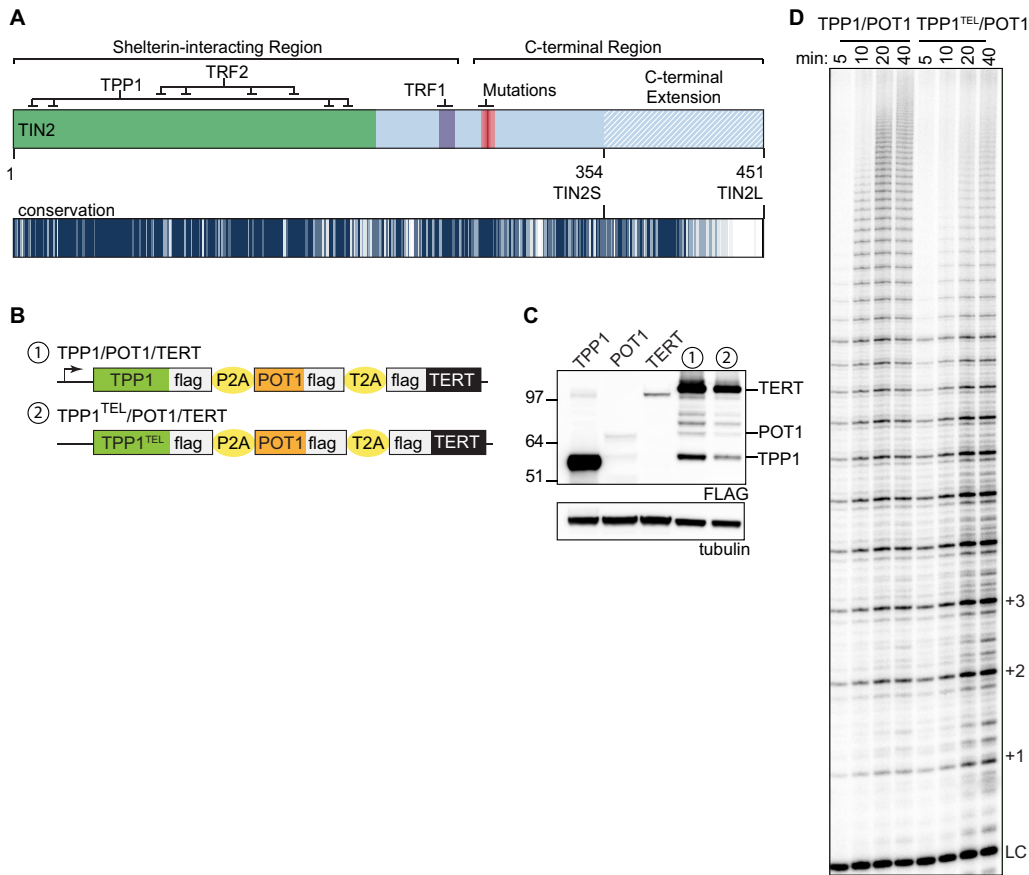 A
Shelterin-interacting Region
C-terminal Region
TRF2
TPP1
TRF1
Mutations
C-terminal
Extension
TIN2
1
354
451
TIN2S
TIN2L
conservation
B
1 TPP1/POT1/TERT
TPP1 flag P2A POT1 flag T2A flag TERT
2 TPP1TEL/POT1/TERT
TPP1TEL flag P2A POT1 flag T2A flag TERT
C
TPP1 POT1 TERT 1 2
97
64
51
TERT
POT1
TPP1
FLAG
tubulin
D
TPP1/POT1 TPP1TEL/POT1
min: 5 10 20 40 5 10 20 40
+3
+2
+1
LC